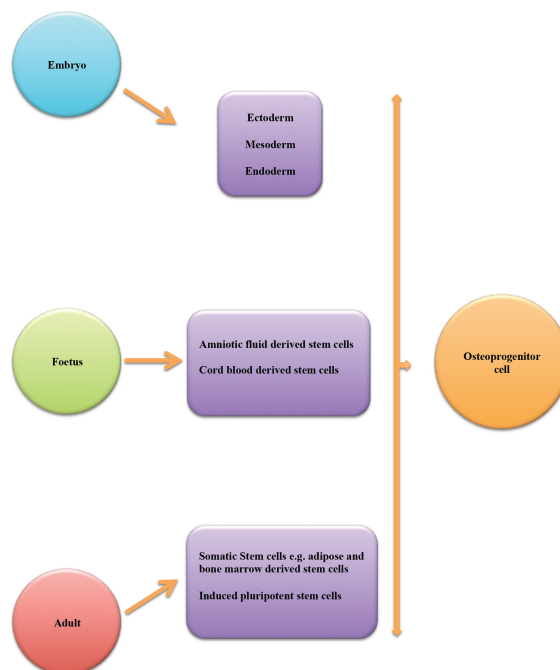 Embryo
Ectoderm
Mesoderm
Endoderm
Foetus
Amniotic fluid derived stem cells
Cord blood derived stem cells
Osteoprogenitor
cell
Adult
Somatic Stem cells e.g. adipose and
bone marrow derived stem cells
Induced pluripotent stem cells